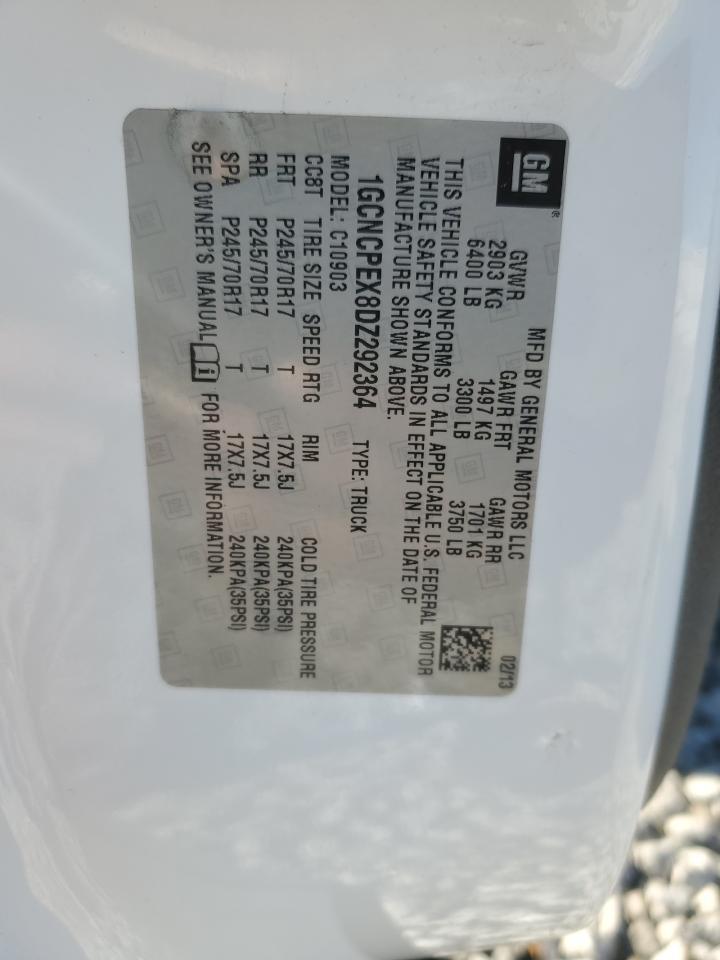 GM
MFD BY GENERAL MOTORS LLC 02/13
GVWR GAWR FRT GAWR RR
2903 KG 1497 KG 1701 KG
6400 LB 3300 LB 3750 LB
THIS VEHICLE CONFORMS TO ALL APPLICABLE U.S. FEDERAL MOTOR
VEHICLE SAFETY STANDARDS IN EFFECT ON THE DATE OF
MANUFACTURE SHOWN ABOVE.
1GCNCPEX8DZ292364 TYPE: TRUCK
MODEL: C10903
CC8T TIRE SIZE SPEED RTG RIM COLD TIRE PRESSURE
FRT P245/70R17 T 17X7.5J 240KPA(35PSI)
RR P245/70R17 T 17X7.5J 240KPA(35PSI)
SPA P245/70R17 T 17X7.5J 240KPA(35PSI)
SEE OWNER'S MANUAL FOR MORE INFORMATION.